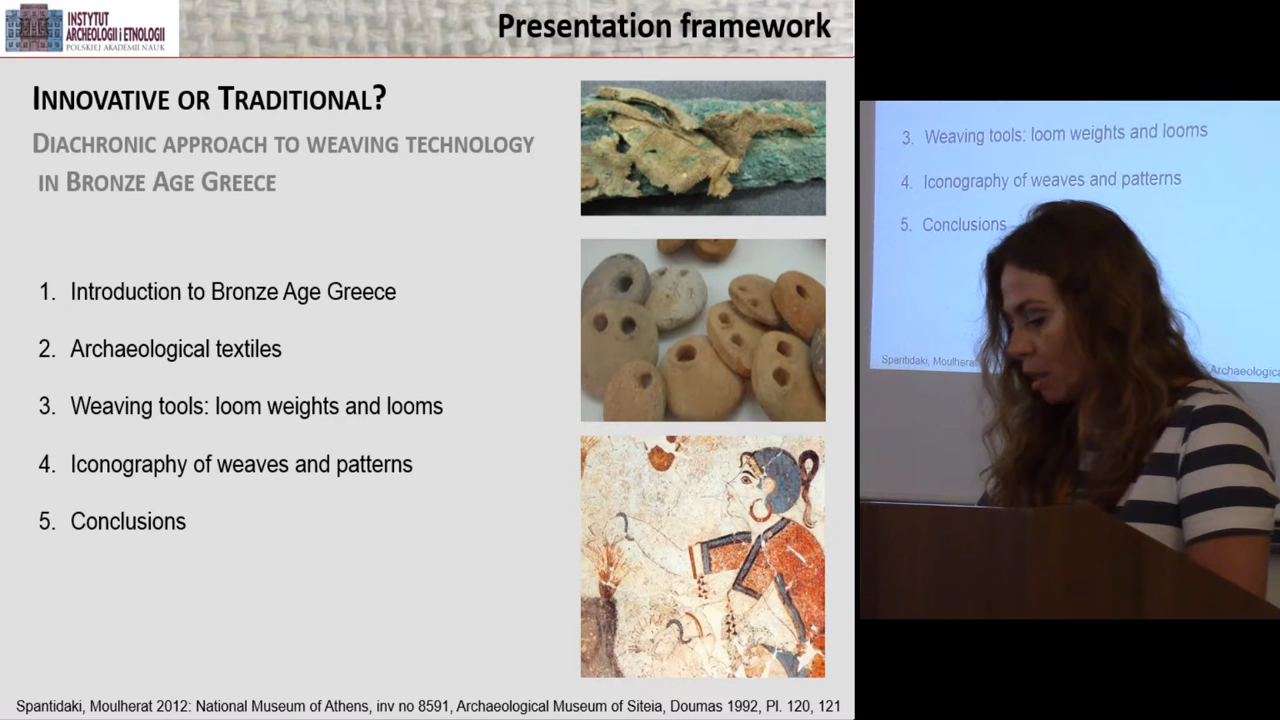 INSTYTUT
ARCHEOLOGII i ETNOLOGII
POLSKIEJ AKADEMII NAUK
Presentation framework
INNOVATIVE OR TRADITIONAL?
DIACHRONIC APPROACH TO WEAVING TECHNOLOGY
IN BRONZE AGE GREECE
1. Introduction to Bronze Age Greece
2. Archaeological textiles
3. Weaving tools: loom weights and looms
4. Iconography of weaves and patterns
5. Conclusions
Spantidaki, Moulherat 2012: National Museum of Athens, inv no 8591, Archaeological Museum of Siteia, Doumas 1992, Pl. 120, 121
3. Weaving tools: loom weights and looms
4. Iconography of weaves and patterns
5. Conclusions
Spantidaki, Moulherat
Archaeological